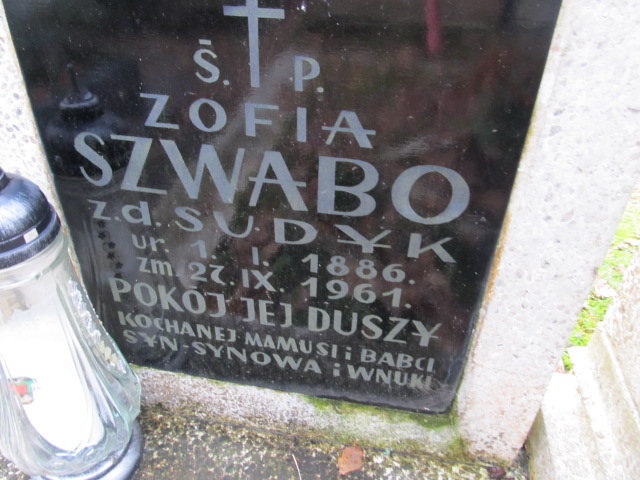 Ś. P.
ZOFIA
SZWABO
z.d. SUDYK
ur. 1. I. 1886.
zm. 27. IX. 1961.
POKÓJ JEJ DUSZY
KOCHANEJ MAMUSI i BABCI
SYN-SYNOWA i WNUKI